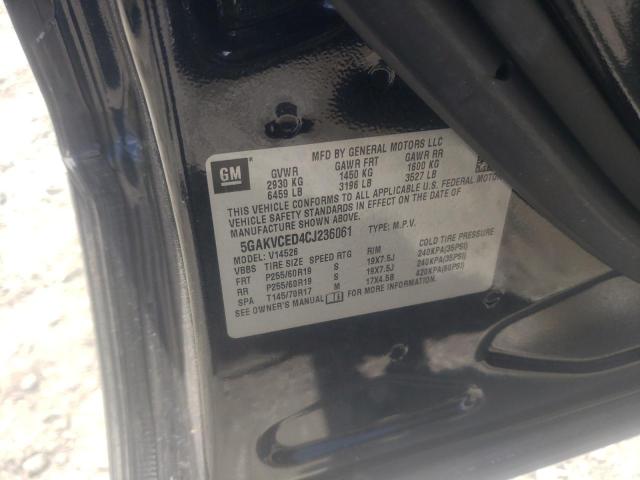 MFD BY GENERAL MOTORS LLC
GM
GVWR GAWR FRT GAWR RR
2930 KG 1450 KG 1600 KG
6459 LB 3196 LB 3527 LB
THIS VEHICLE CONFORMS TO ALL APPLICABLE U.S. FEDERAL MOTOR
VEHICLE SAFETY STANDARDS IN EFFECT ON THE DATE OF
MANUFACTURE SHOWN ABOVE.
5GAKVCED4CJ236061 TYPE: M.P.V.
V14526
VBBS TIRE SIZE SPEED RTG RIM COLD TIRE PRESSURE
FRT P255/60R19 S 19X7.5J 240KPA(35PSI)
RR P255/60R19 S 19X7.5J 240KPA(35PSI)
SPA T145/70R17 M 17X4.5B 420KPA(60PSI)
SEE OWNER'S MANUAL FOR MORE INFORMATION.